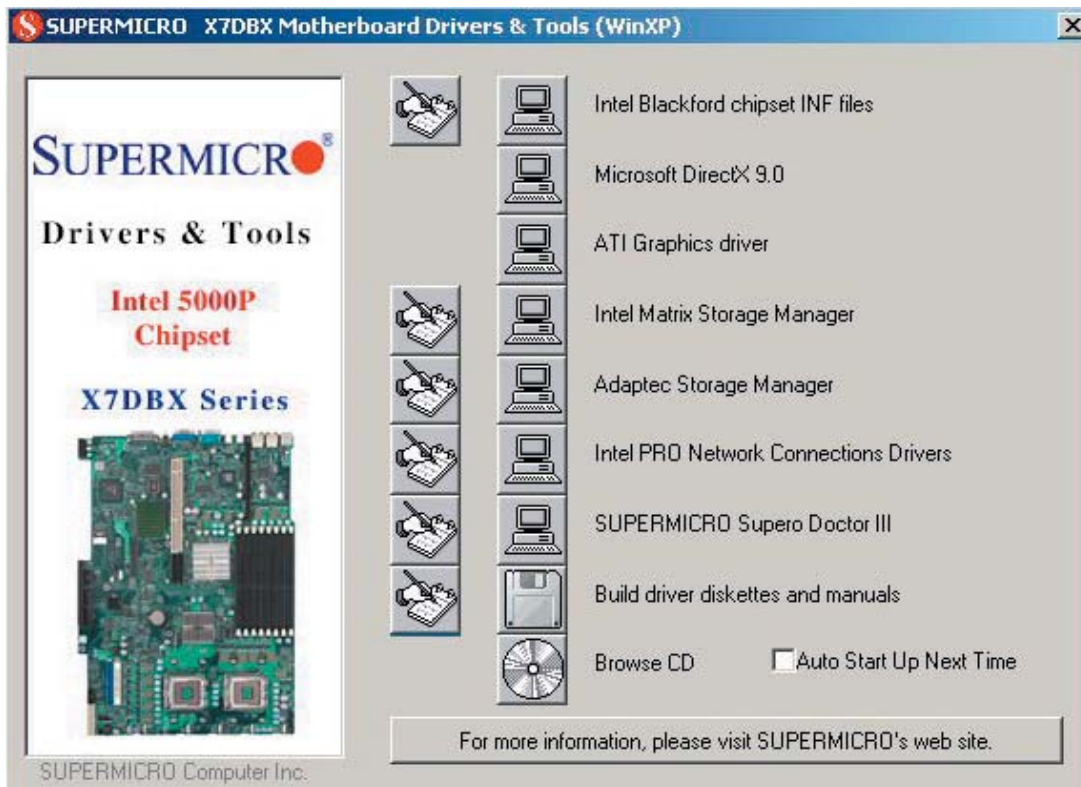 SUPERMICRO X7DBX Motherboard Drivers & Tools (WinXP)
SUPERMICRO®
Drivers & Tools
Intel 5000P
Chipset
X7DBX Series
SUPERMICRO Computer Inc.
Intel Blackford chipset INF files
Microsoft DirectX 9.0
ATI Graphics driver
Intel Matrix Storage Manager
Adaptec Storage Manager
Intel PRO Network Connections Drivers
SUPERMICRO Supero Doctor III
Build driver diskettes and manuals
Browse CD Auto Start Up Next Time
For more information, please visit SUPERMICRO's web site.